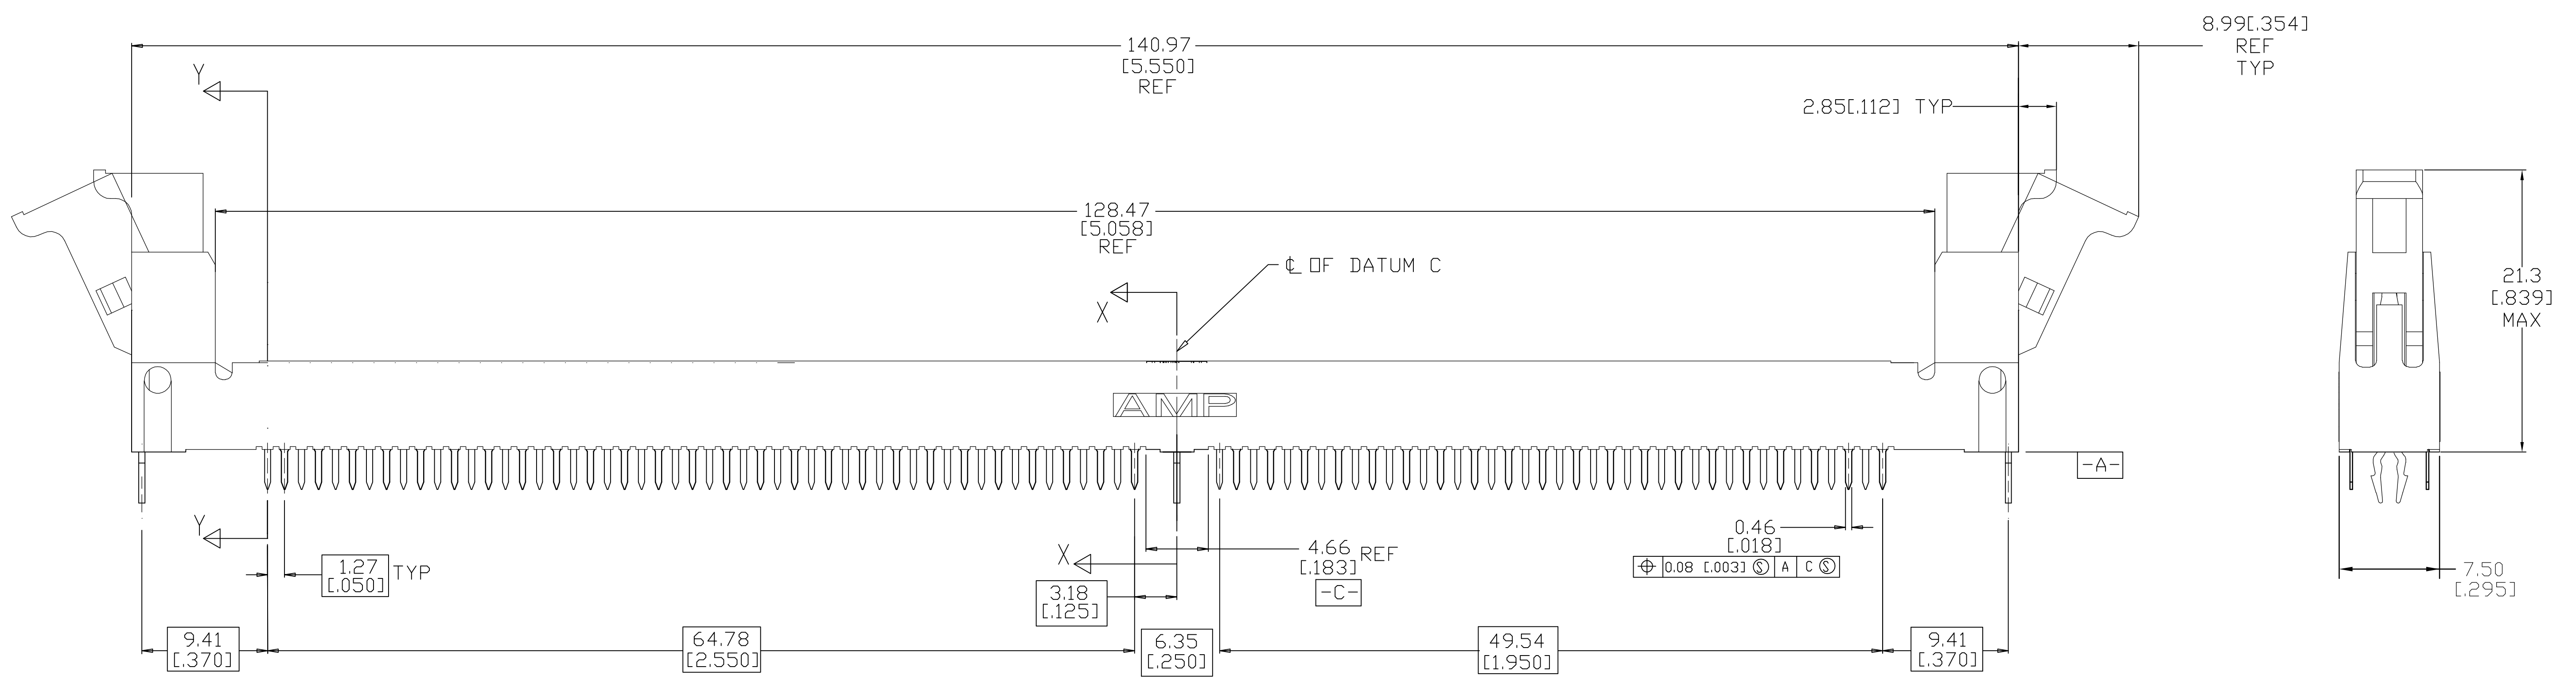 8.99[.354]
REF
TYP
140.97
[5.550]
REF
Y
2.85[.112] TYP
128.47
[5.058]
REF
℄ OF DATUM C
X
21.3
[.839]
MAX
AMP
-A-
Y
0.46
[.018]
X
4.66 REF
[.183]
-C-
1.27 TYP
[.050]
⌖ 0.08 [.003] Ⓢ A C Ⓢ
7.50
[.295]
3.18
[.125]
9.41
[.370]
64.78
[2.550]
6.35
[.250]
49.54
[1.950]
9.41
[.370]